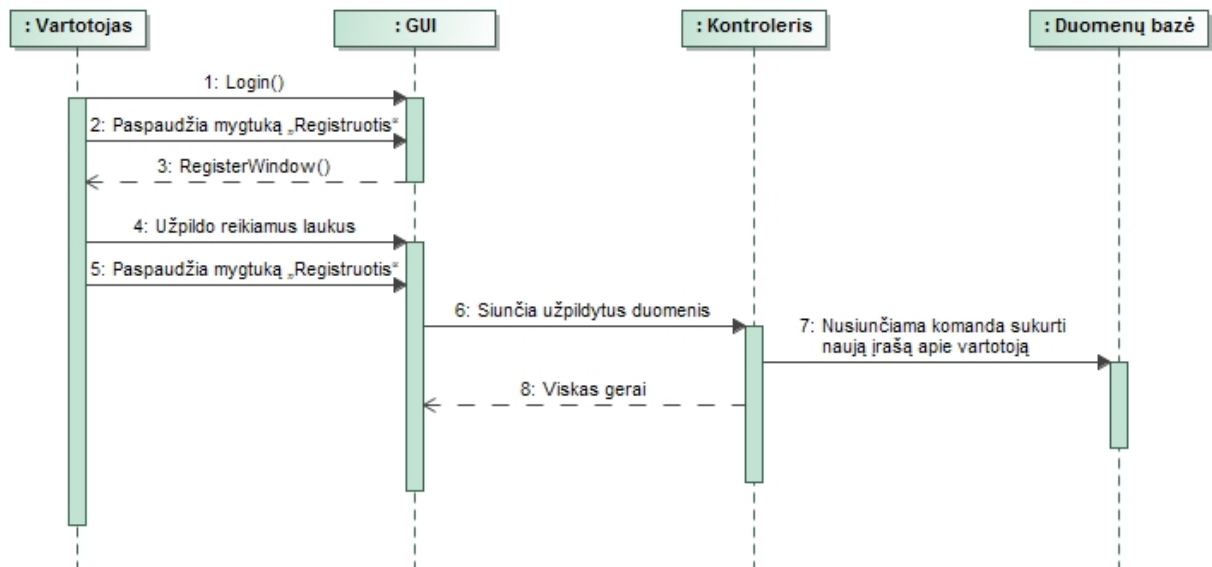 : Vartotojas
: GUI
: Kontroleris
: Duomenų bazė
1: Login()
2: Paspaudžia mygtuką „Registruotis“
3: RegisterWindow()
4: Užpildo reikiamus laukus
5: Paspaudžia mygtuką „Registruotis“
6: Siunčia užpildytus duomenis
7: Nusiunčiama komanda sukurti
naują įrašą apie vartotoją
8: Viskas gerai